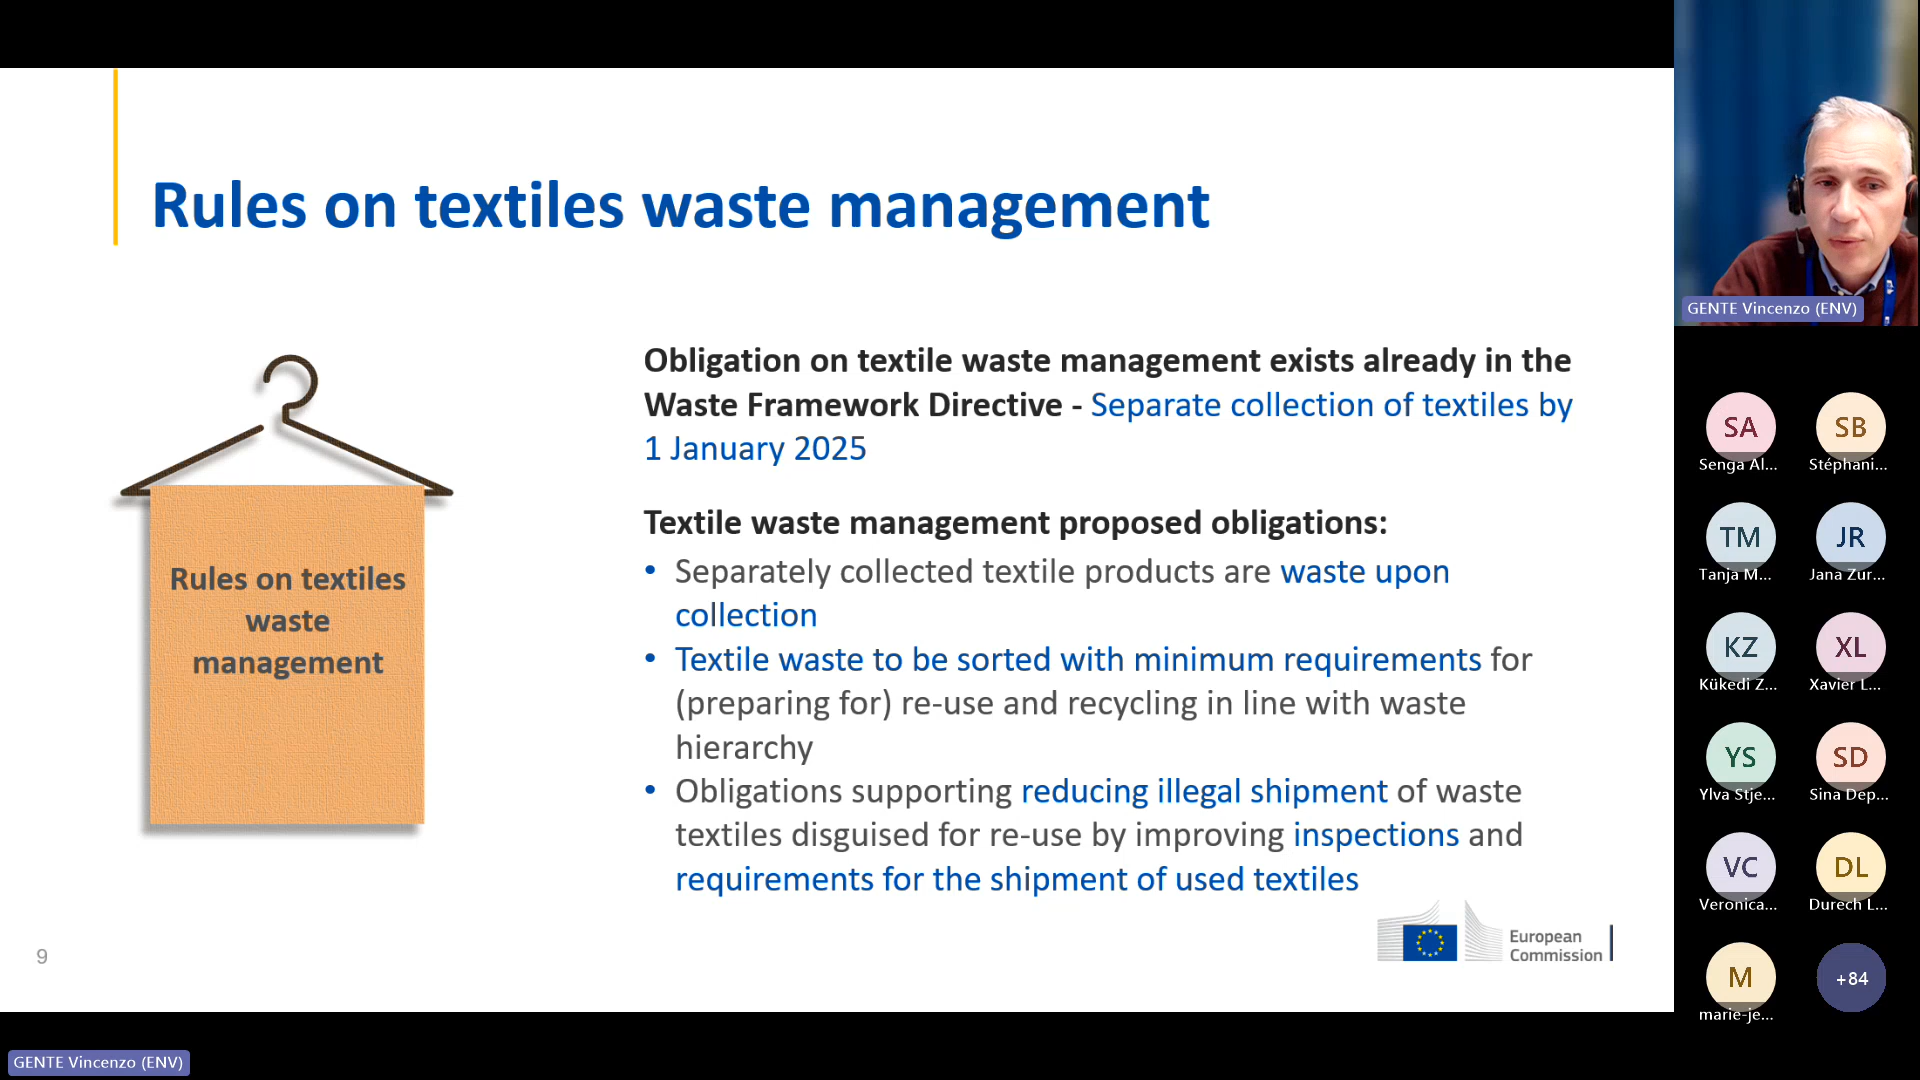 Rules on textiles waste management
Rules on textiles
waste
management
Obligation on textile waste management exists already in the
Waste Framework Directive - Separate collection of textiles by
1 January 2025
Textile waste management proposed obligations:
• Separately collected textile products are waste upon
collection
• Textile waste to be sorted with minimum requirements for
(preparing for) re-use and recycling in line with waste
hierarchy
• Obligations supporting reducing illegal shipment of waste
textiles disguised for re-use by improving inspections and
requirements for the shipment of used textiles
European
Commission
9
GENTE Vincenzo (ENV)
GENTE Vincenzo (ENV)
SA
Senga Al...
SB
Stéphani...
TM
Tanja M...
JR
Jana Zur...
KZ
Kükedi Z...
XL
Xavier L...
YS
Ylva Stje...
SD
Sina Dep...
VC
Veronica...
DL
Durech L...
M
marie-je...
+84